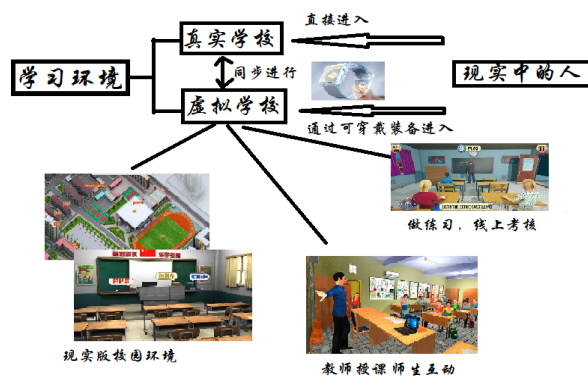 直接进入
真实学校
学习环境
同步进行
现实中的人
虚拟学校
通过可穿戴装备进入
做练习，线上考核
现实版校园环境
教师授课师生互动